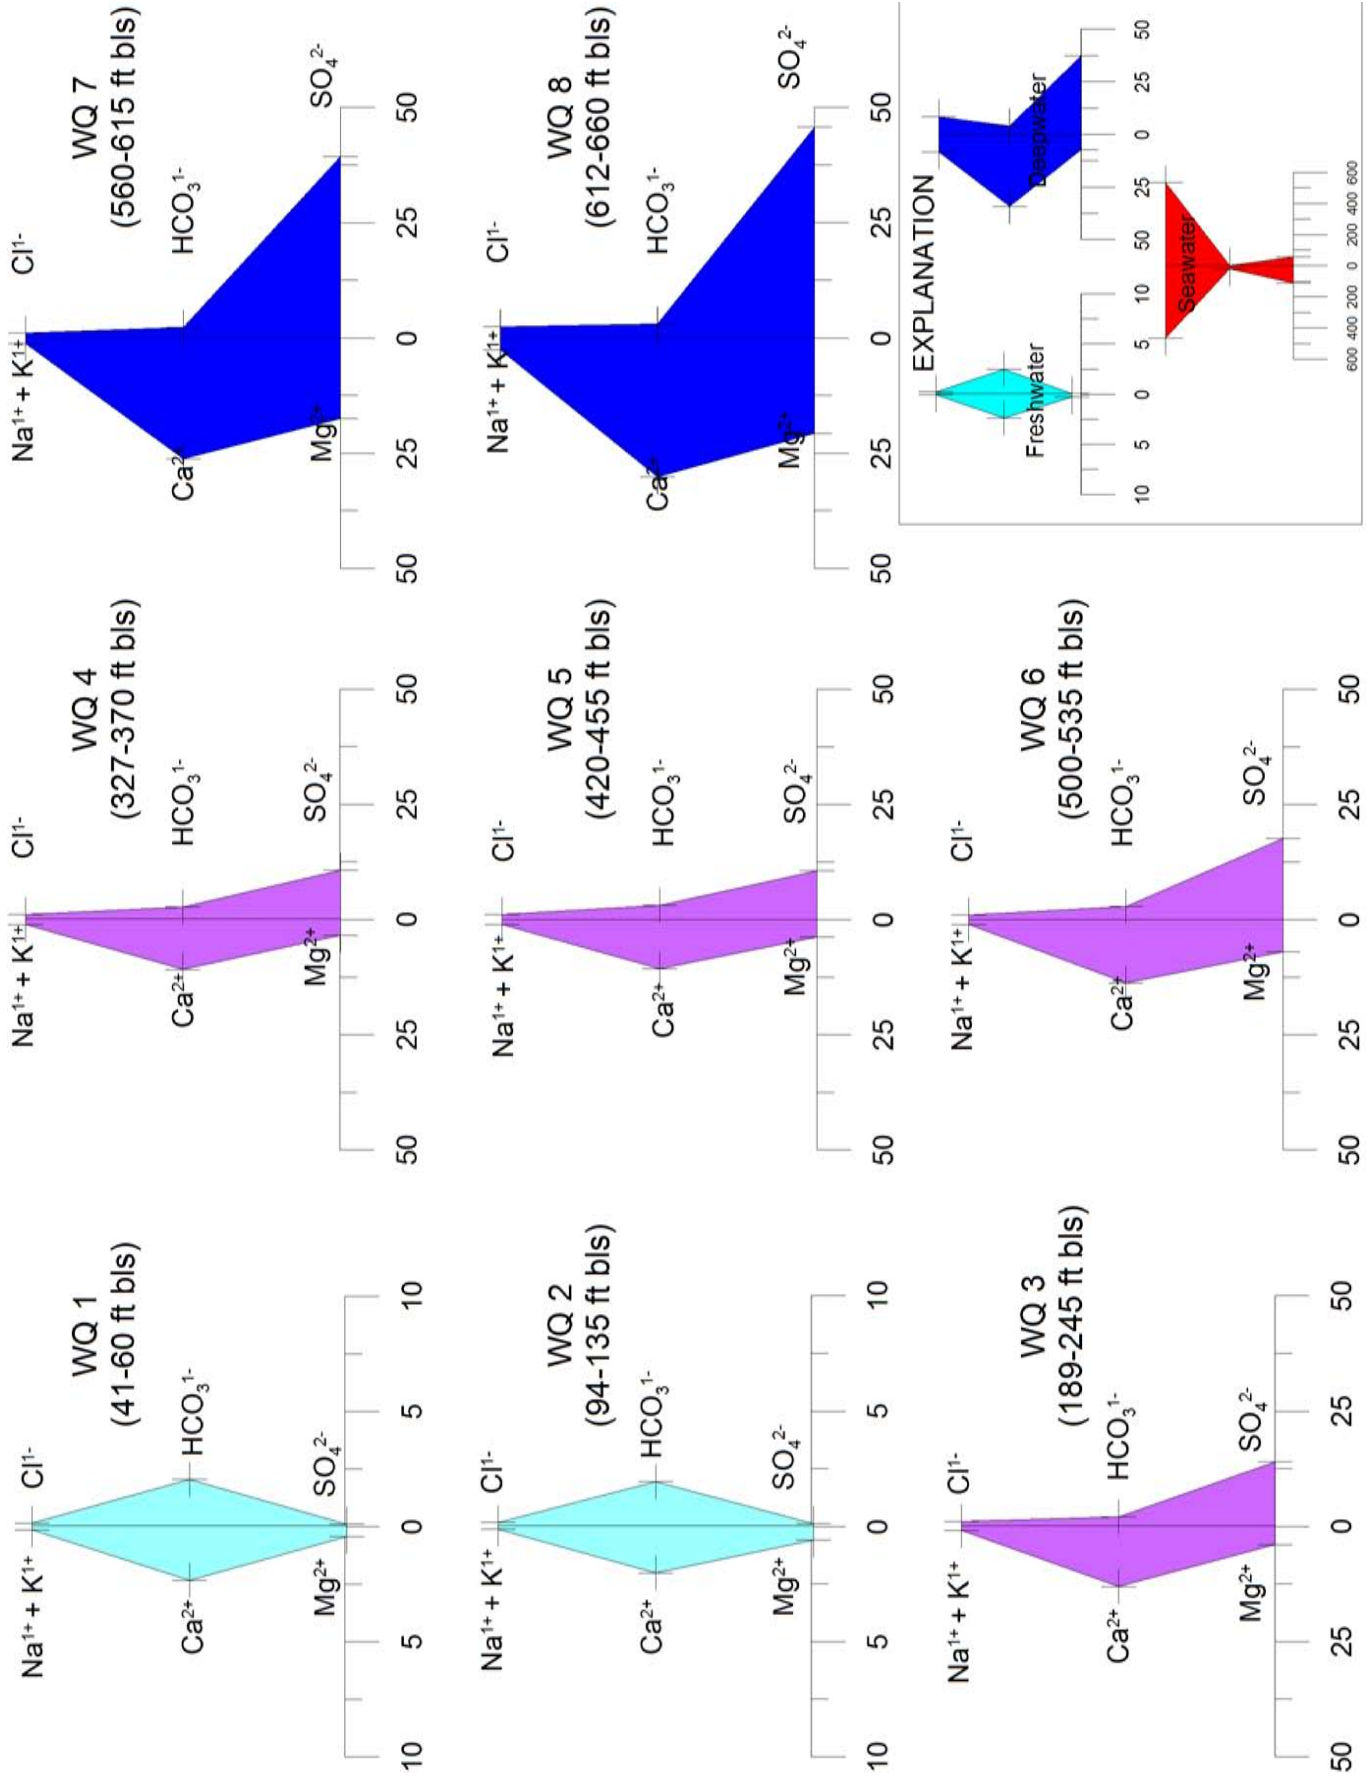 WQ 1
(41-60 ft bls)
Na1+ + K1+ Cl1-
Ca2+ HCO31-
Mg2+ SO42-
10 5 0 5 10
WQ 2
(94-135 ft bls)
Na1+ + K1+ Cl1-
Ca2+ HCO31-
Mg2+ SO42-
10 5 0 5 10
WQ 3
(189-245 ft bls)
Na1+ + K1+ Cl1-
Ca2+ HCO31-
Mg2+ SO42-
50 25 0 25 50
WQ 4
(327-370 ft bls)
Na1+ + K1+ Cl1-
Ca2+ HCO31-
Mg2+ SO42-
50 25 0 25 50
WQ 5
(420-455 ft bls)
Na1+ + K1+ Cl1-
Ca2+ HCO31-
Mg2+ SO42-
50 25 0 25 50
WQ 6
(500-535 ft bls)
Na1+ + K1+ Cl1-
Ca2+ HCO31-
Mg2+ SO42-
50 25 0 25 50
WQ 7
(560-615 ft bls)
Na1+ + K1+ Cl1-
Ca2+ HCO31-
Mg2+ SO42-
50 25 0 25 50
WQ 8
(612-660 ft bls)
Na1+ + K1+ Cl1-
Ca2+ HCO31-
Mg2+ SO42-
50 25 0 25 50
EXPLANATION
Freshwater
10 5 0 5 10
Deepwater
50 25 0 25 50
Seawater
600 400 200 0 200 400 600